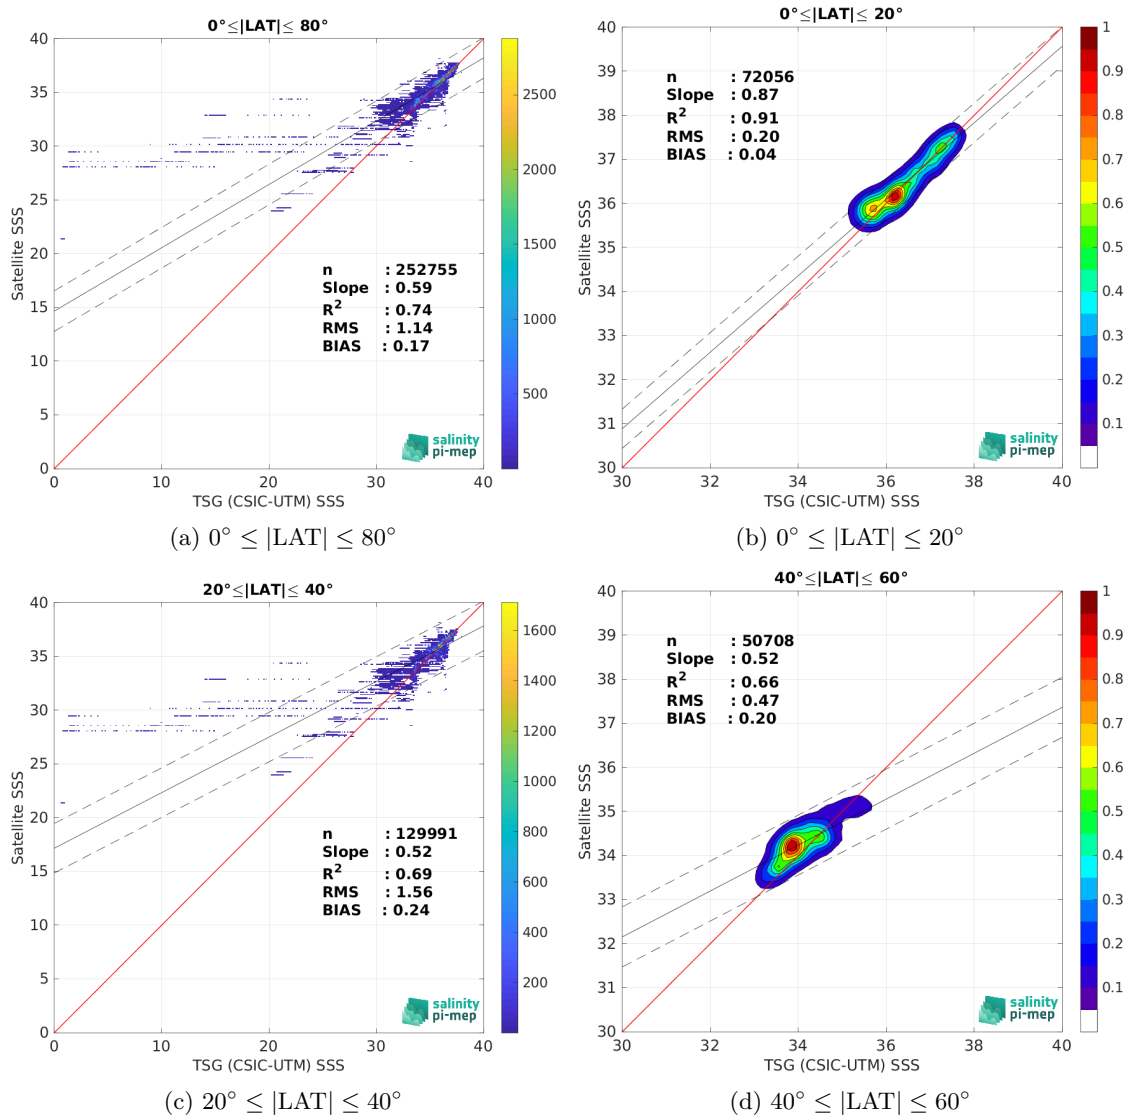 0°≤|LAT|≤ 80°
40
35
30
25
20
15
10
5
0
Satellite SSS
n : 252755
Slope : 0.59
R² : 0.74
RMS : 1.14
BIAS : 0.17
salinity
pi-mep
0 10 20 30 40
TSG (CSIC-UTM) SSS
2500
2000
1500
1000
500
(a) 0° ≤ |LAT| ≤ 80°
0°≤|LAT|≤ 20°
40
39
38
37
36
35
34
33
32
31
30
Satellite SSS
n : 72056
Slope : 0.87
R² : 0.91
RMS : 0.20
BIAS : 0.04
salinity
pi-mep
30 32 34 36 38 40
TSG (CSIC-UTM) SSS
1
0.9
0.8
0.7
0.6
0.5
0.4
0.3
0.2
0.1
(b) 0° ≤ |LAT| ≤ 20°
20°≤|LAT|≤ 40°
40
35
30
25
20
15
10
5
0
Satellite SSS
n : 129991
Slope : 0.52
R² : 0.69
RMS : 1.56
BIAS : 0.24
salinity
pi-mep
0 10 20 30 40
TSG (CSIC-UTM) SSS
1600
1400
1200
1000
800
600
400
200
(c) 20° ≤ |LAT| ≤ 40°
40°≤|LAT|≤ 60°
40
39
38
37
36
35
34
33
32
31
30
Satellite SSS
n : 50708
Slope : 0.52
R² : 0.66
RMS : 0.47
BIAS : 0.20
salinity
pi-mep
30 32 34 36 38 40
TSG (CSIC-UTM) SSS
1
0.9
0.8
0.7
0.6
0.5
0.4
0.3
0.2
0.1
(d) 40° ≤ |LAT| ≤ 60°